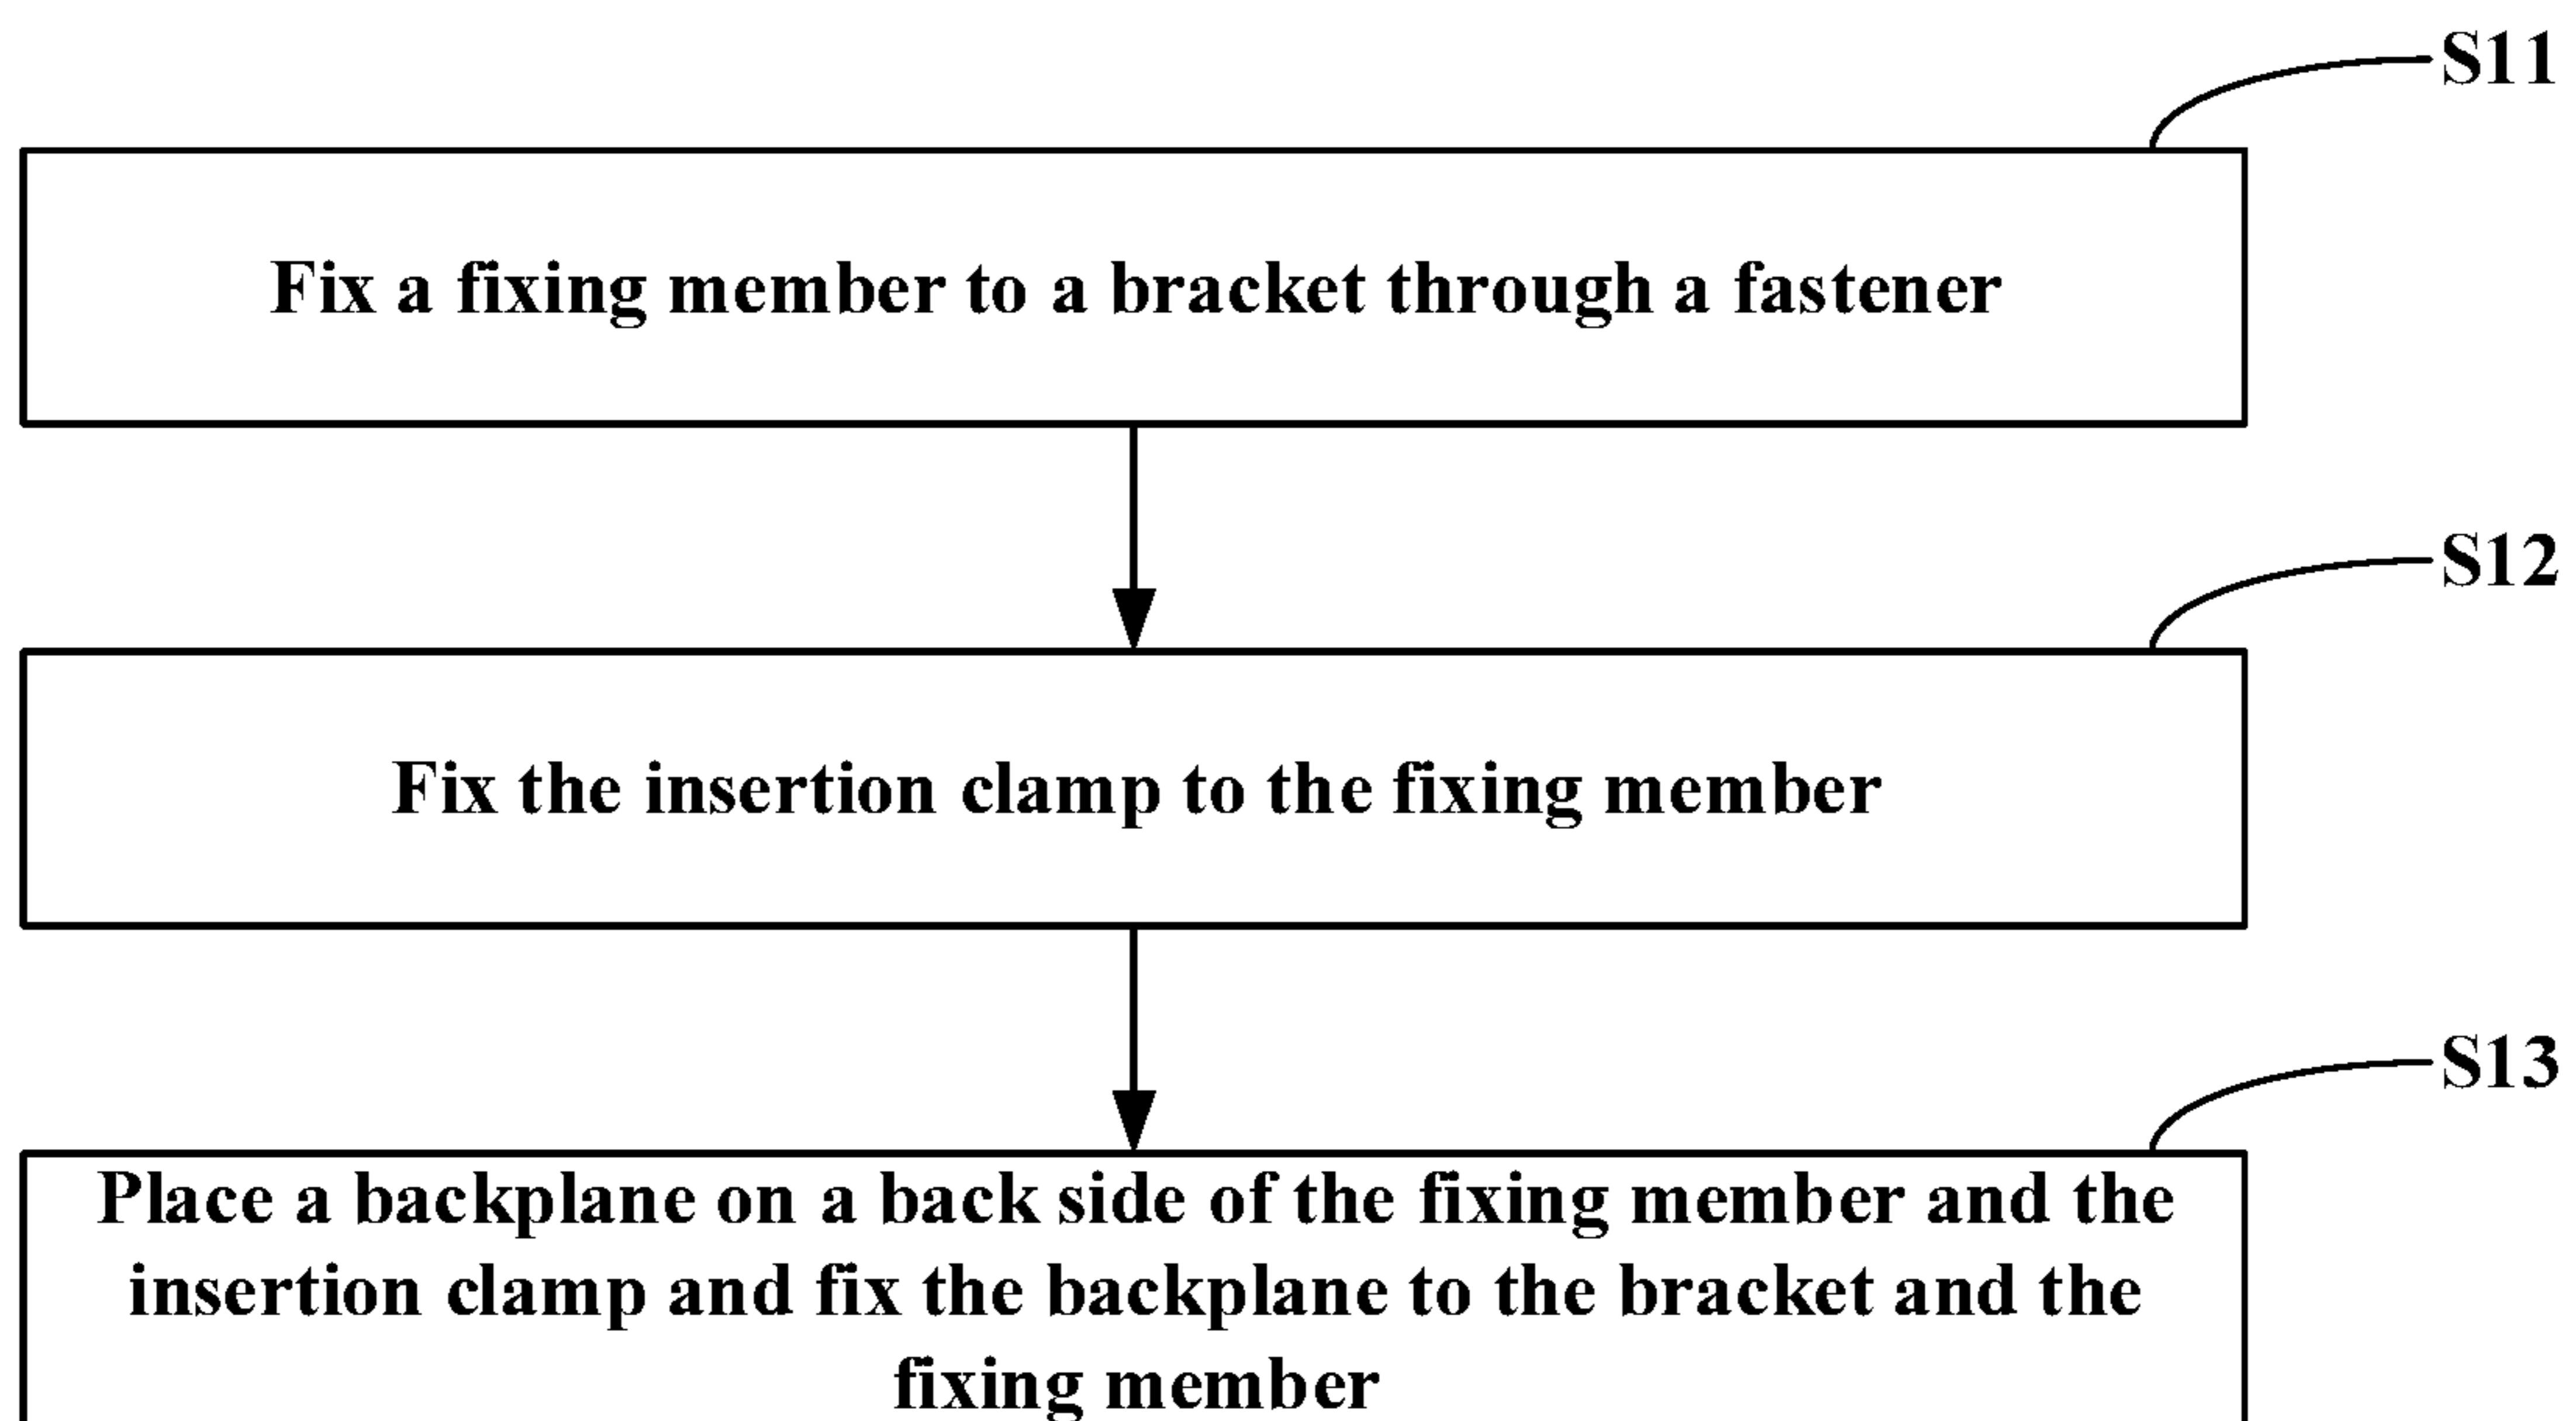 S11
Fix a fixing member to a bracket through a fastener
S12
Fix the insertion clamp to the fixing member
S13
Place a backplane on a back side of the fixing member and the
insertion clamp and fix the backplane to the bracket and the
fixing member